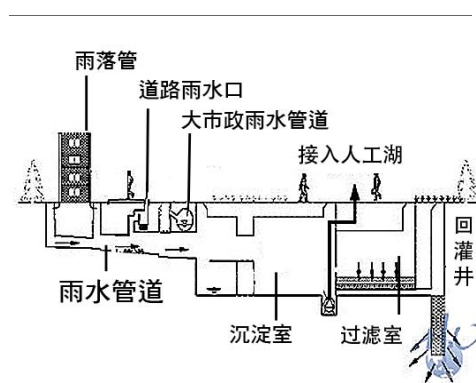 雨落管
道路雨水口
大市政雨水管道
接入人工湖
回灌井
雨水管道
沉淀室
过滤室